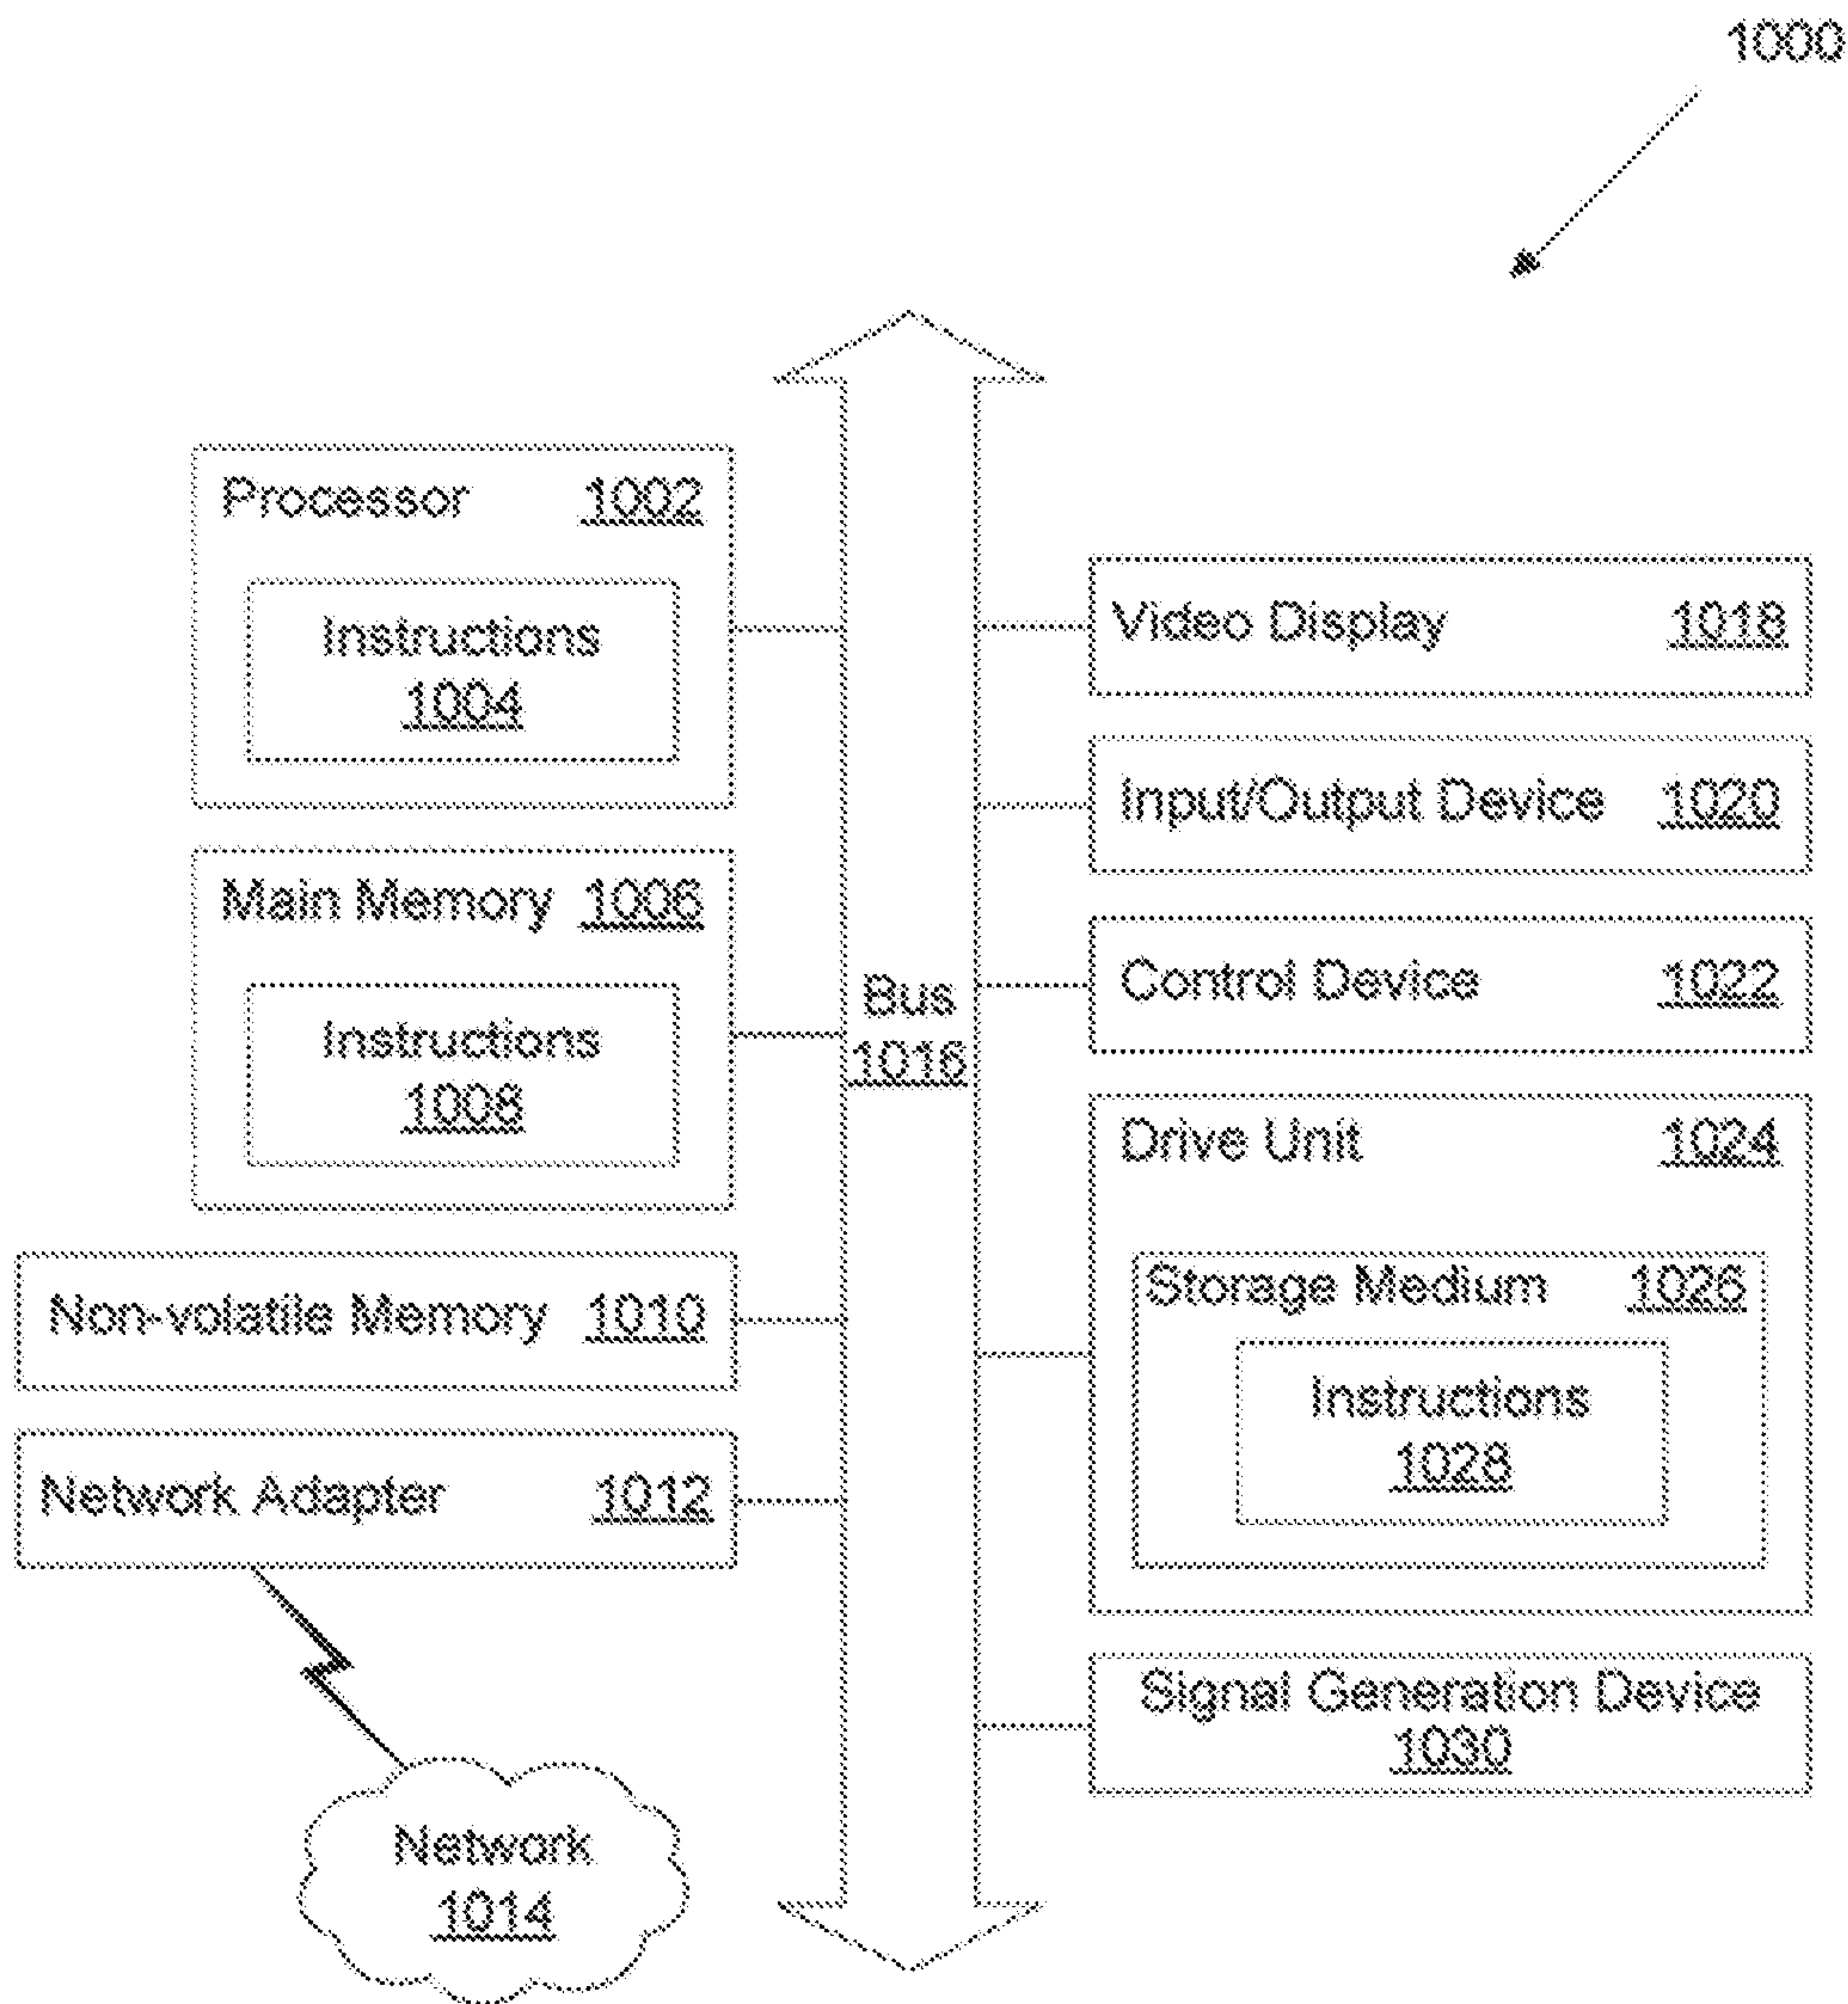 1000
Processor 1002
Instructions
1004
Main Memory 1006
Instructions
1008
Non-volatile Memory 1010
Network Adapter 1012
Network
1014
Bus
1016
Video Display 1018
Input/Output Device 1020
Control Device 1022
Drive Unit 1024
Storage Medium 1026
Instructions
1028
Signal Generation Device
1030